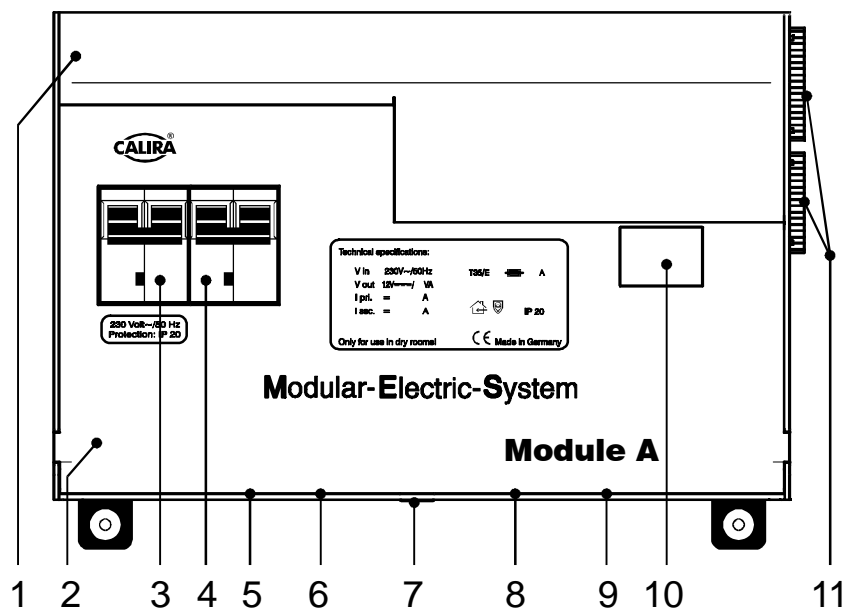 CALIRA®
Technical specifications:
V in 230V~/50Hz T35/E A
V out 12V⎓/ VA
I pri. = A
I sec. = A IP 20
Only for use in dry rooms! CE Made in Germany
230 Volt~/50 Hz
Protection: IP 20
Modular-Electric-System
Module A
1 2 3 4 5 6 7 8 9 10 11